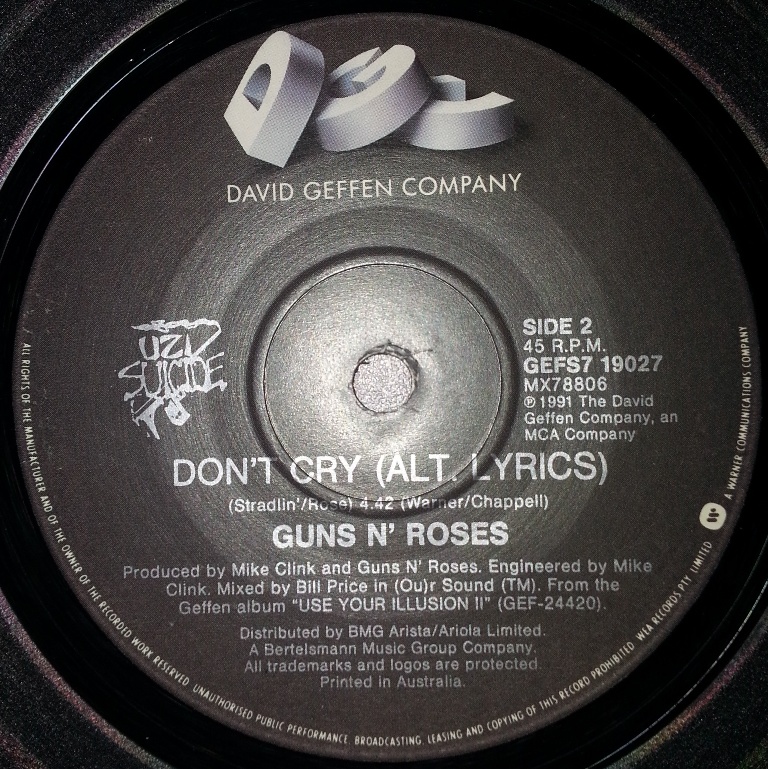 DGC
DAVID GEFFEN COMPANY
UZI
SUICIDE
SIDE 2
45 R.P.M.
GEFS7 19027
MX78806
℗ 1991 The David
Geffen Company, an
MCA Company
DON'T CRY (ALT. LYRICS)
(Stradlin'/Rose) 4.42 (Warner/Chappell)
GUNS N' ROSES
Produced by Mike Clink and Guns N' Roses. Engineered by Mike
Clink. Mixed by Bill Price in (Ou)r Sound (TM). From the
Geffen album "USE YOUR ILLUSION II" (GEF-24420).
Distributed by BMG Arista/Ariola Limited.
A Bertelsmann Music Group Company.
All trademarks and logos are protected.
Printed in Australia.
ALL RIGHTS OF THE MANUFACTURER AND OF THE OWNER OF THE RECORDED WORK RESERVED UNAUTHORISED PUBLIC PERFORMANCE. BROADCASTING. LEASING AND COPYING OF THIS RECORD PROHIBITED WEA RECORDS PTY LIMITED A WARNER COMMUNICATIONS COMPANY